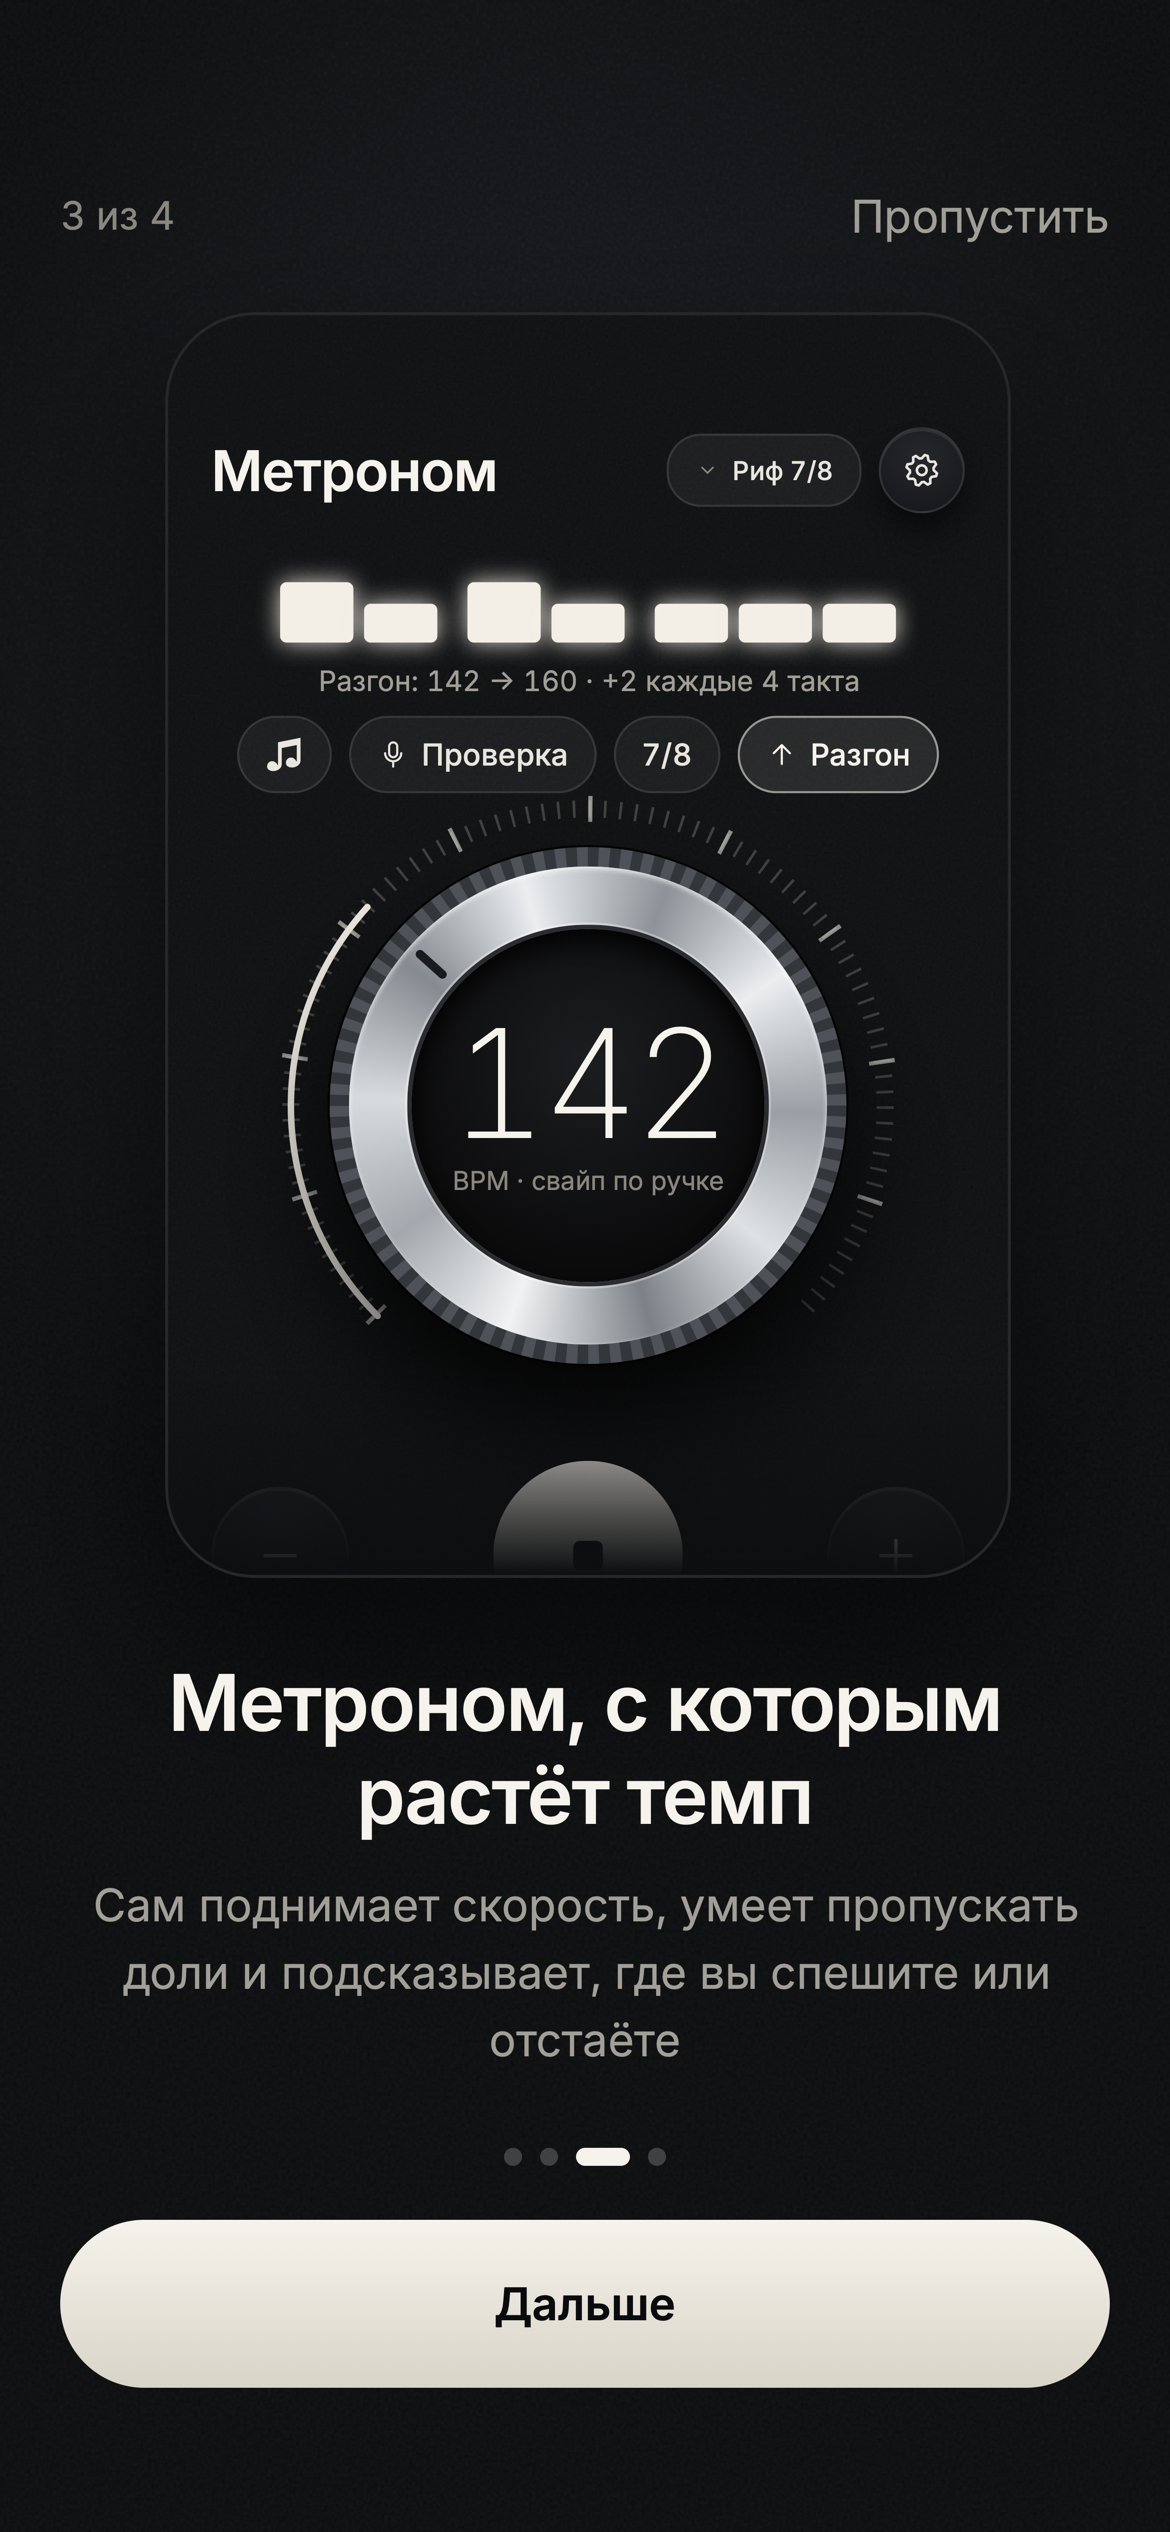 3 из 4
Пропустить
Метроном
Риф 7/8
Разгон: 142 → 160 · +2 каждые 4 такта
Проверка
7/8
Разгон
142
BPM · свайп по ручке
Метроном, с которым
растёт темп
Сам поднимает скорость, умеет пропускать
доли и подсказывает, где вы спешите или
отстаёте
Дальше